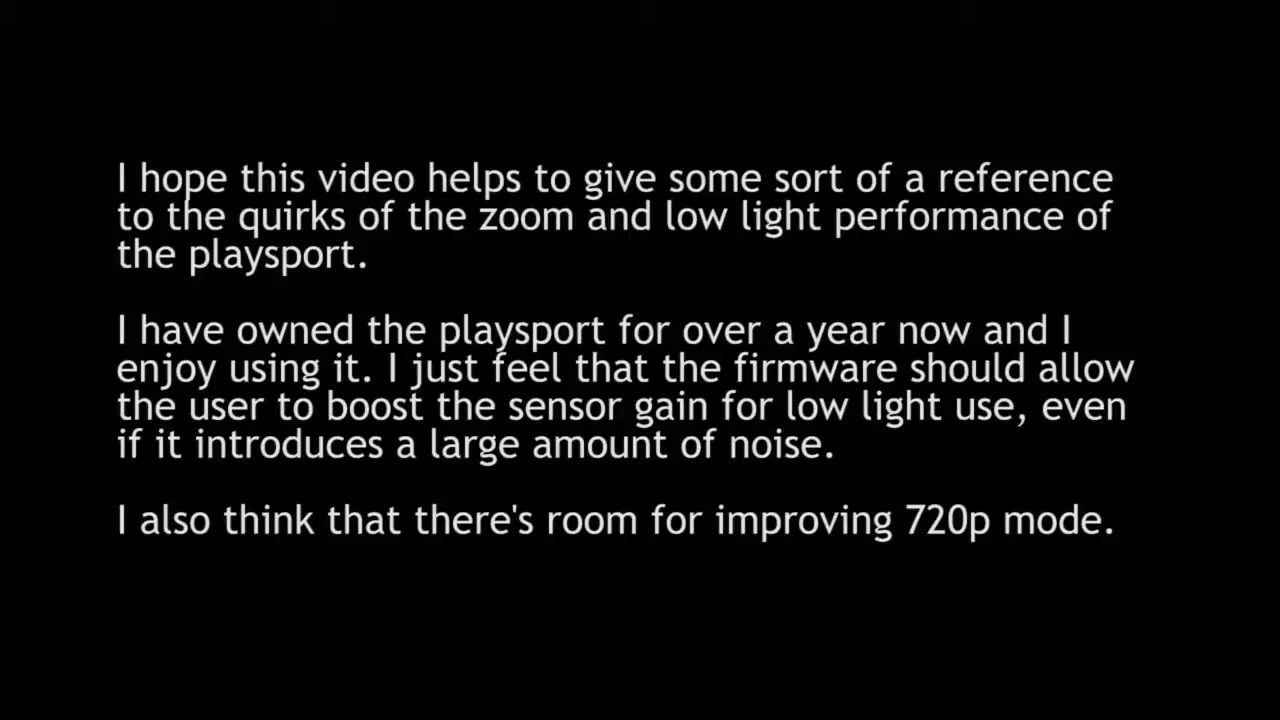 I hope this video helps to give some sort of a reference
to the quirks of the zoom and low light performance of
the playsport.
I have owned the playsport for over a year now and I
enjoy using it. I just feel that the firmware should allow
the user to boost the sensor gain for low light use, even
if it introduces a large amount of noise.
I also think that there's room for improving 720p mode.